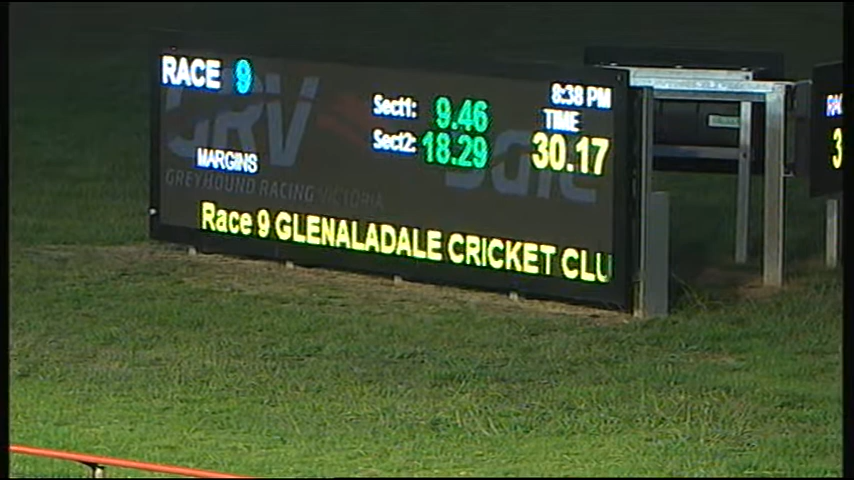 RACE 9
8:38 PM
Sect1: 9.46
TIME
Sect2: 18.29
30.17
MARGINS
GRV
GREYHOUND RACING VICTORIA
Race 9 GLENALADALE CRICKET CLU